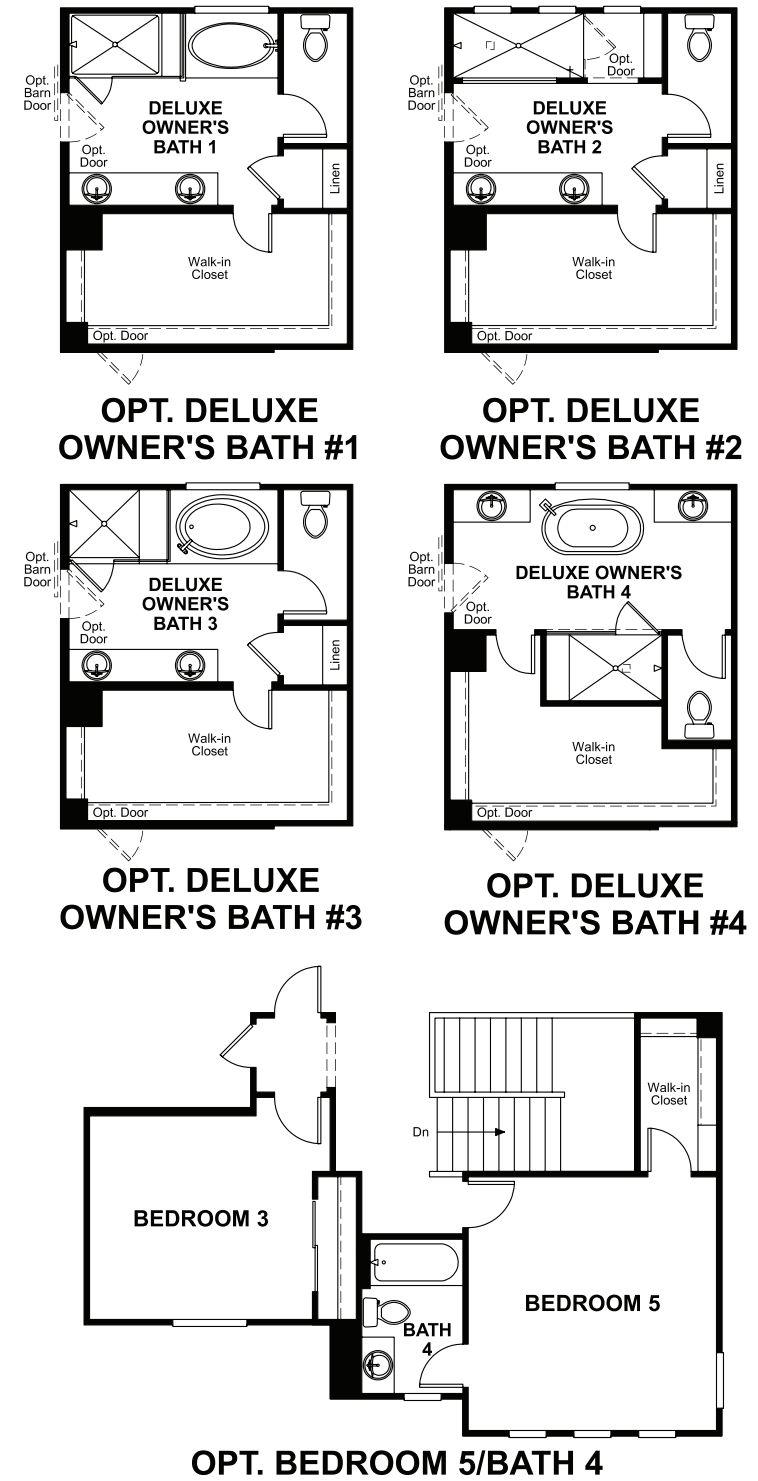 Opt.
Barn
Door
DELUXE
OWNER'S
BATH 1
Opt.
Door
Linen
Walk-in
Closet
Opt. Door
OPT. DELUXE
OWNER'S BATH #1
Opt.
Door
Opt.
Barn
Door
DELUXE
OWNER'S
BATH 2
Opt.
Door
Linen
Walk-in
Closet
Opt. Door
OPT. DELUXE
OWNER'S BATH #2
Opt.
Barn
Door
DELUXE
OWNER'S
BATH 3
Opt.
Door
Linen
Walk-in
Closet
Opt. Door
OPT. DELUXE
OWNER'S BATH #3
Opt.
Barn
Door
DELUXE OWNER'S
BATH 4
Opt.
Door
Walk-in
Closet
Opt. Door
OPT. DELUXE
OWNER'S BATH #4
Walk-in
Closet
Dn
BEDROOM 3
BEDROOM 5
BATH
4
OPT. BEDROOM 5/BATH 4